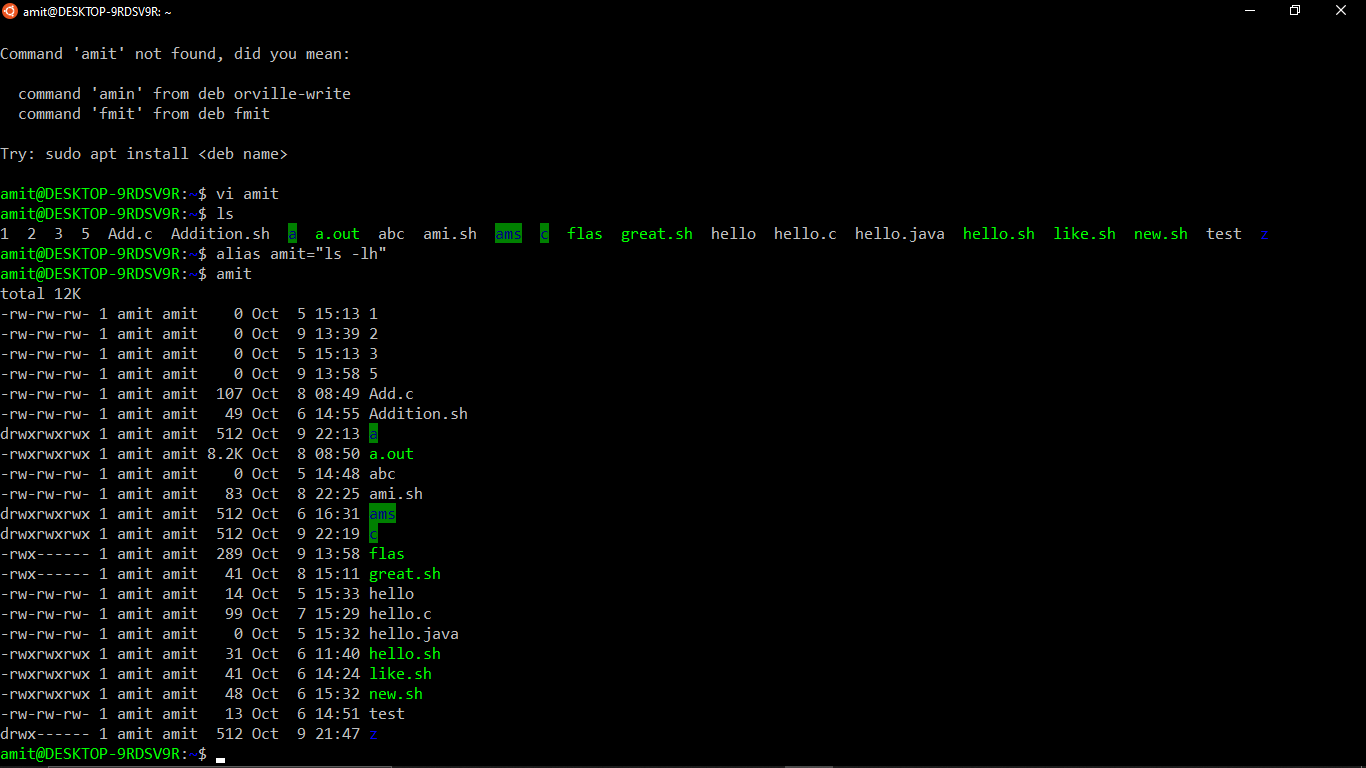 amit@DESKTOP-9RDSV9R: ~
Command 'amit' not found, did you mean:
  command 'amin' from deb orville-write
  command 'fmit' from deb fmit
Try: sudo apt install <deb name>
amit@DESKTOP-9RDSV9R:~$ vi amit
amit@DESKTOP-9RDSV9R:~$ ls
1  2  3  5  Add.c  Addition.sh  a  a.out  abc  ami.sh  ams  c  flas  great.sh  hello  hello.c  hello.java  hello.sh  like.sh  new.sh  test  z
amit@DESKTOP-9RDSV9R:~$ alias amit="ls -lh"
amit@DESKTOP-9RDSV9R:~$ amit
total 12K
-rw-rw-rw- 1 amit amit    0 Oct  5 15:13 1
-rw-rw-rw- 1 amit amit    0 Oct  9 13:39 2
-rw-rw-rw- 1 amit amit    0 Oct  5 15:13 3
-rw-rw-rw- 1 amit amit    0 Oct  9 13:58 5
-rw-rw-rw- 1 amit amit  107 Oct  8 08:49 Add.c
-rw-rw-rw- 1 amit amit   49 Oct  6 14:55 Addition.sh
drwxrwxrwx 1 amit amit  512 Oct  9 22:13 a
-rwxrwxrwx 1 amit amit 8.2K Oct  8 08:50 a.out
-rw-rw-rw- 1 amit amit    0 Oct  5 14:48 abc
-rw-rw-rw- 1 amit amit   83 Oct  8 22:25 ami.sh
drwxrwxrwx 1 amit amit  512 Oct  6 16:31 ams
drwxrwxrwx 1 amit amit  512 Oct  9 22:19 c
-rwx------ 1 amit amit  289 Oct  9 13:58 flas
-rwx------ 1 amit amit   41 Oct  8 15:11 great.sh
-rw-rw-rw- 1 amit amit   14 Oct  5 15:33 hello
-rw-rw-rw- 1 amit amit   99 Oct  7 15:29 hello.c
-rw-rw-rw- 1 amit amit    0 Oct  5 15:32 hello.java
-rwxrwxrwx 1 amit amit   31 Oct  6 11:40 hello.sh
-rwxrwxrwx 1 amit amit   41 Oct  6 14:24 like.sh
-rwxrwxrwx 1 amit amit   48 Oct  6 15:32 new.sh
-rw-rw-rw- 1 amit amit   13 Oct  6 14:51 test
drwx------ 1 amit amit  512 Oct  9 21:47 z
amit@DESKTOP-9RDSV9R:~$